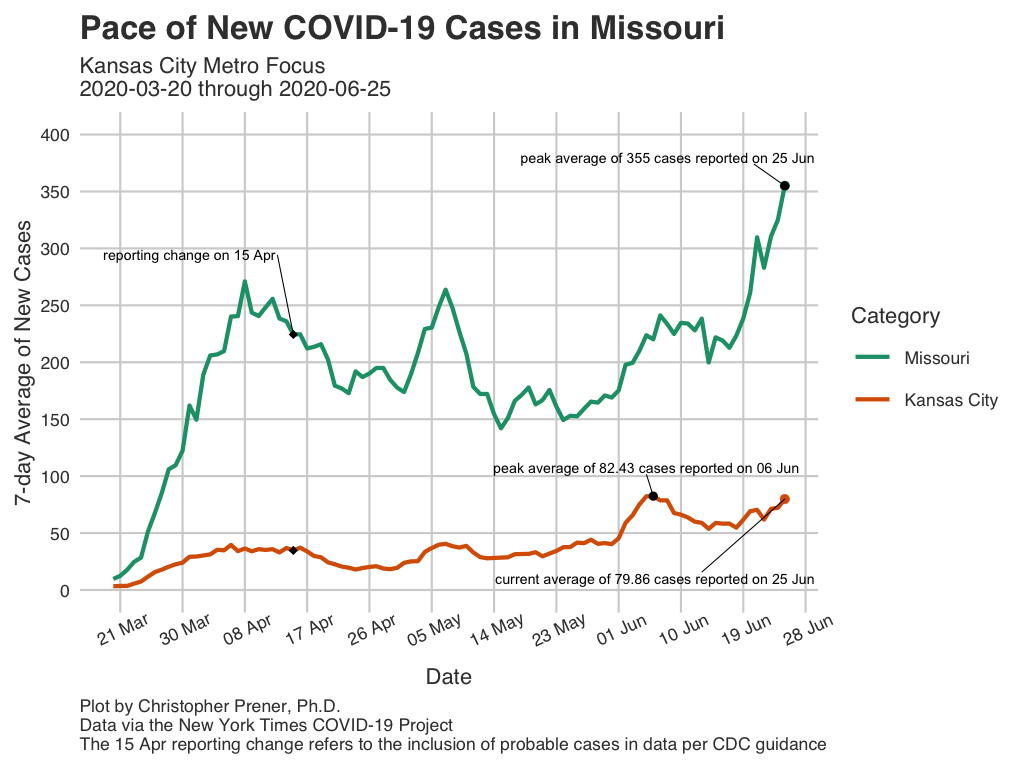 Pace of New COVID-19 Cases in Missouri
Kansas City Metro Focus
2020-03-20 through 2020-06-25
7-day Average of New Cases
400
350
300
250
200
150
100
50
0
peak average of 355 cases reported on 25 Jun
reporting change on 15 Apr
peak average of 82.43 cases reported on 06 Jun
current average of 79.86 cases reported on 25 Jun
21 Mar
30 Mar
08 Apr
17 Apr
26 Apr
05 May
14 May
23 May
01 Jun
10 Jun
19 Jun
28 Jun
Date
Category
Missouri
Kansas City
Plot by Christopher Prener, Ph.D.
Data via the New York Times COVID-19 Project
The 15 Apr reporting change refers to the inclusion of probable cases in data per CDC guidance